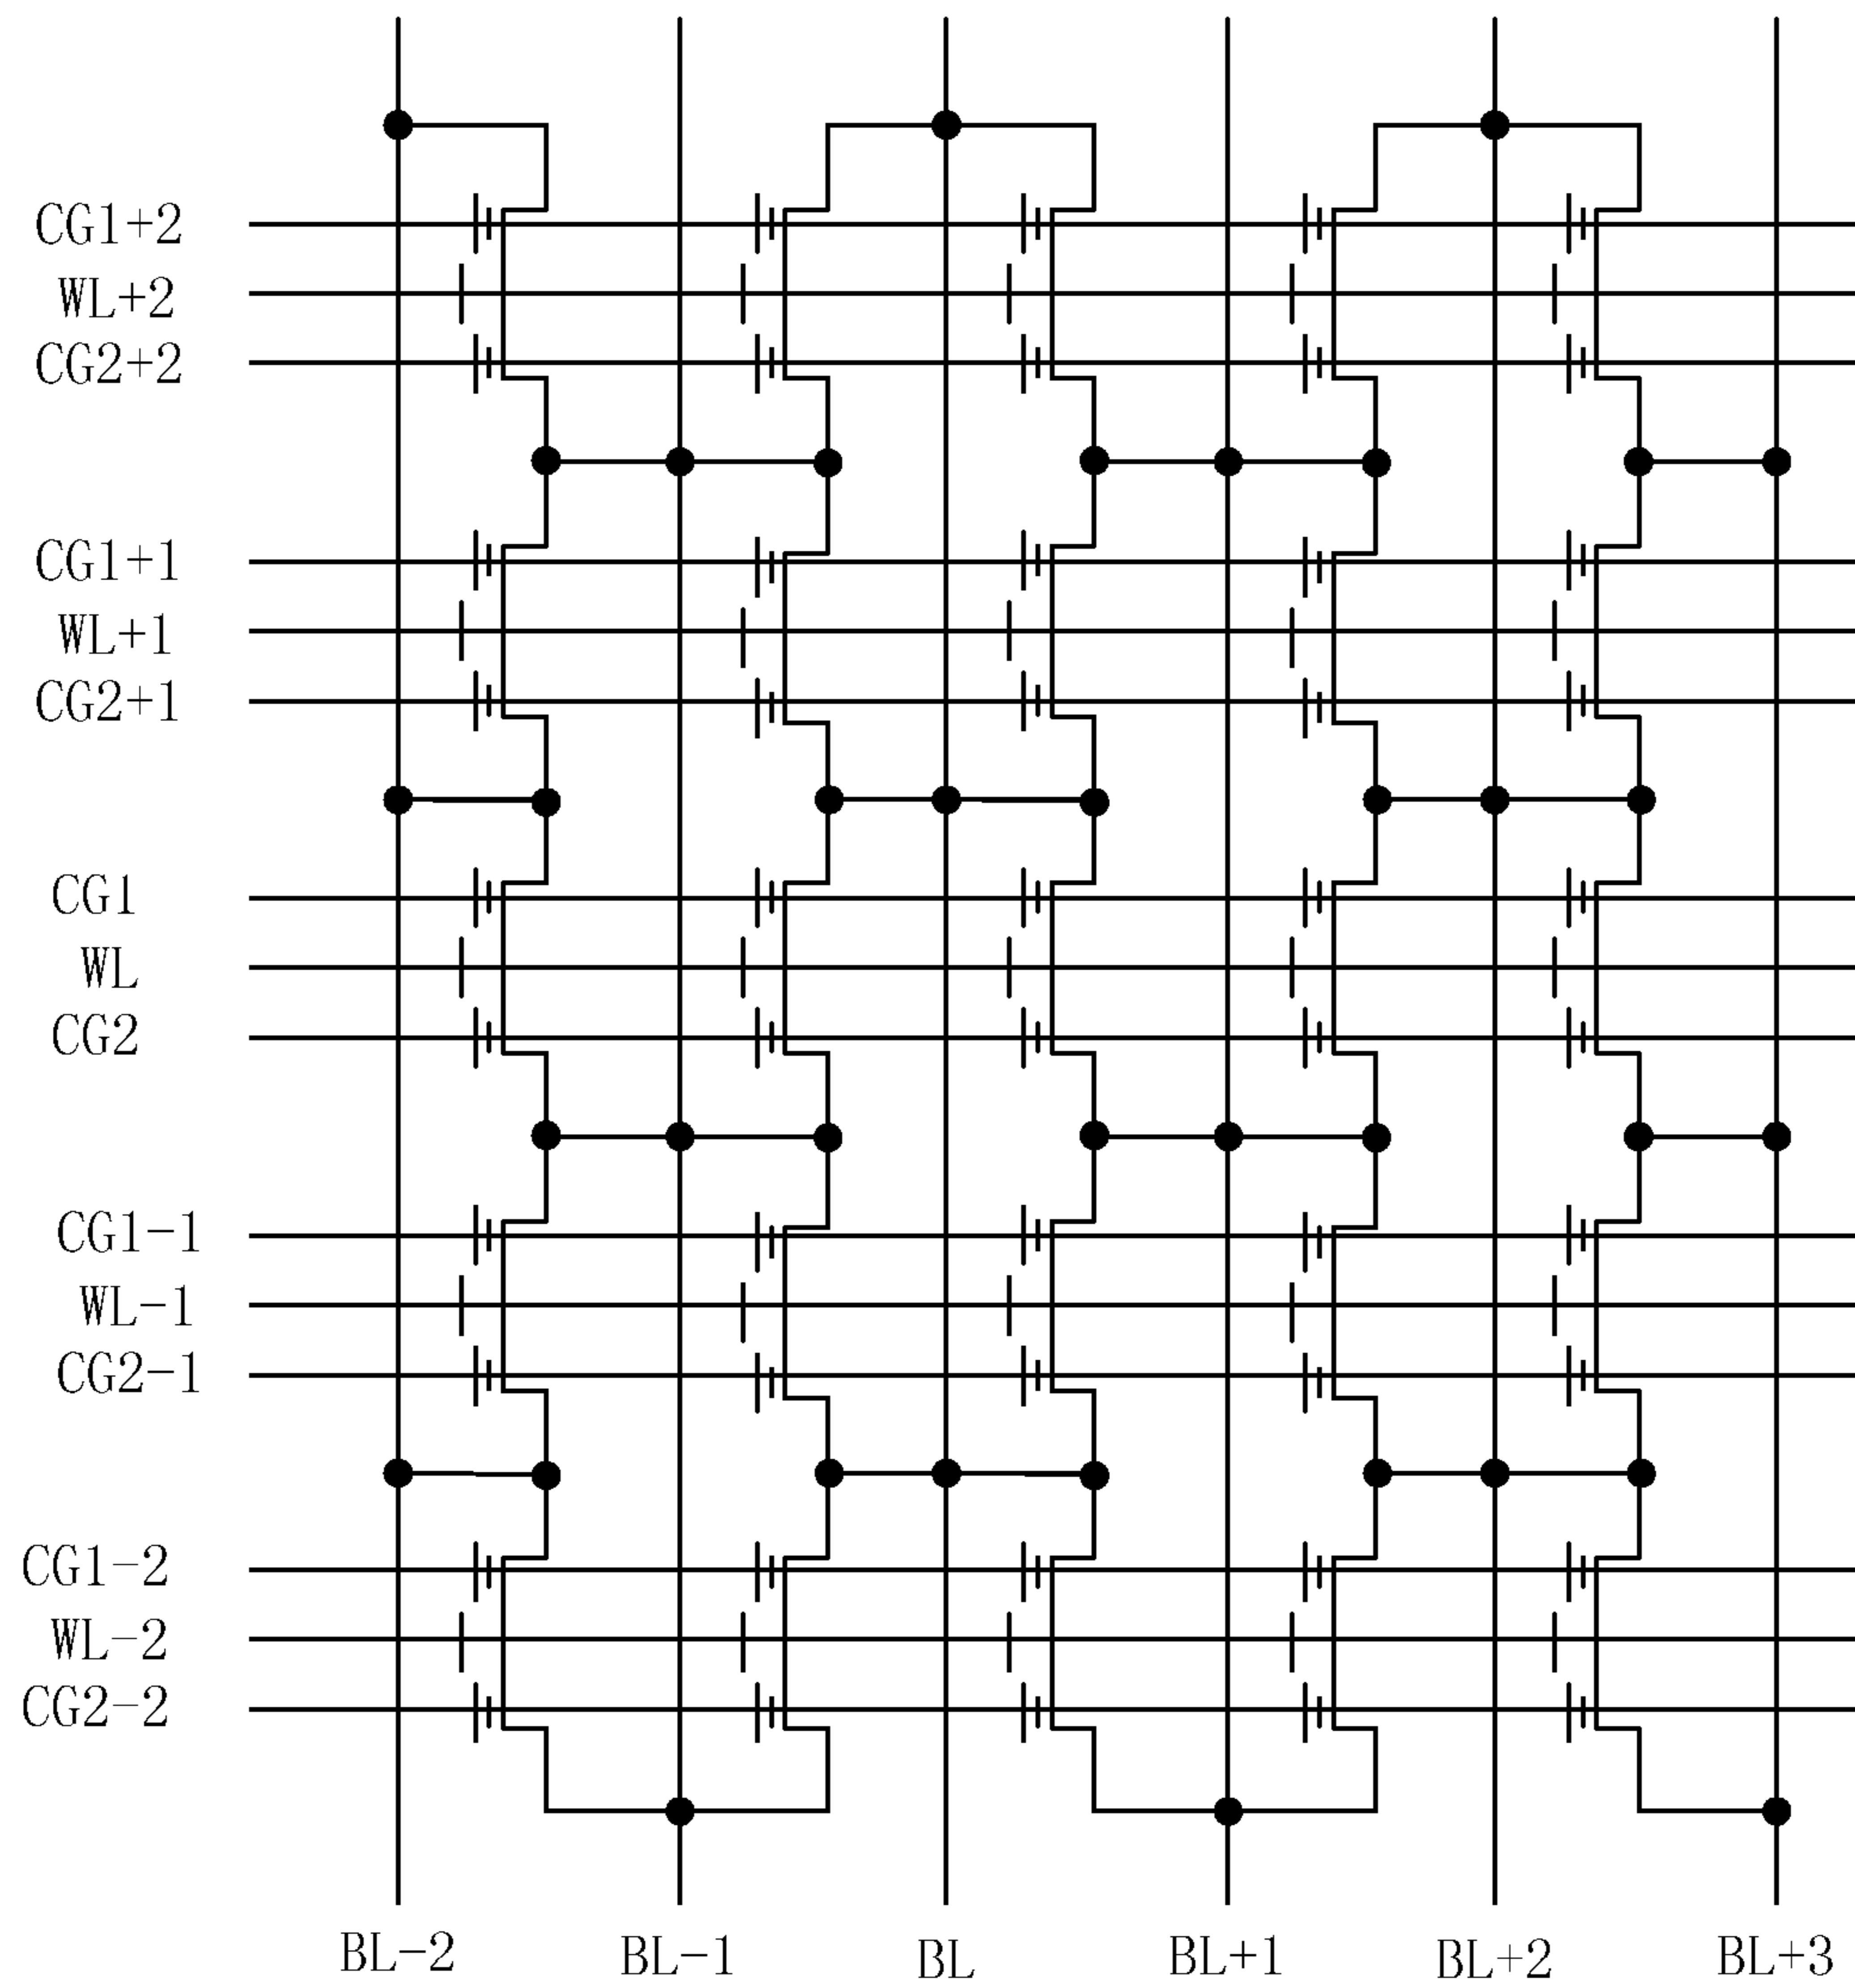 CG1+2
WL+2
CG2+2
CG1+1
WL+1
CG2+1
CG1
WL
CG2
CG1-1
WL-1
CG2-1
CG1-2
WL-2
CG2-2
BL-2 BL-1 BL BL+1 BL+2 BL+3